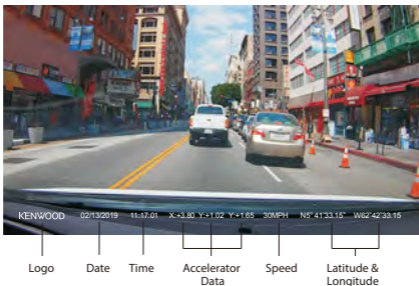 KENWOOD 02/13/2019 11:17:01 X:+3.80 Y:+1.02 Y:+1.65 30MPH N5°41'33.15" W62°42'33.15
Logo Date Time Accelerator Data Speed Latitude & Longitude